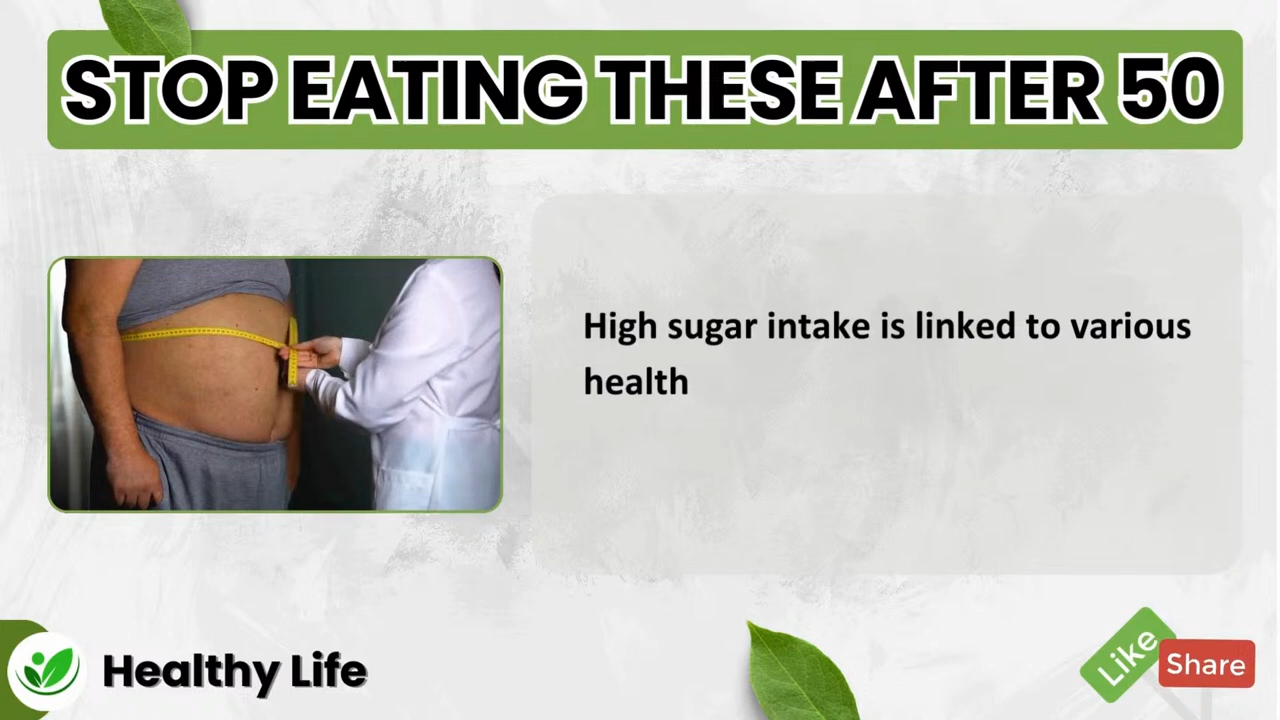 STOP EATING THESE AFTER 50
High sugar intake is linked to various
health
Healthy Life
Like
Share